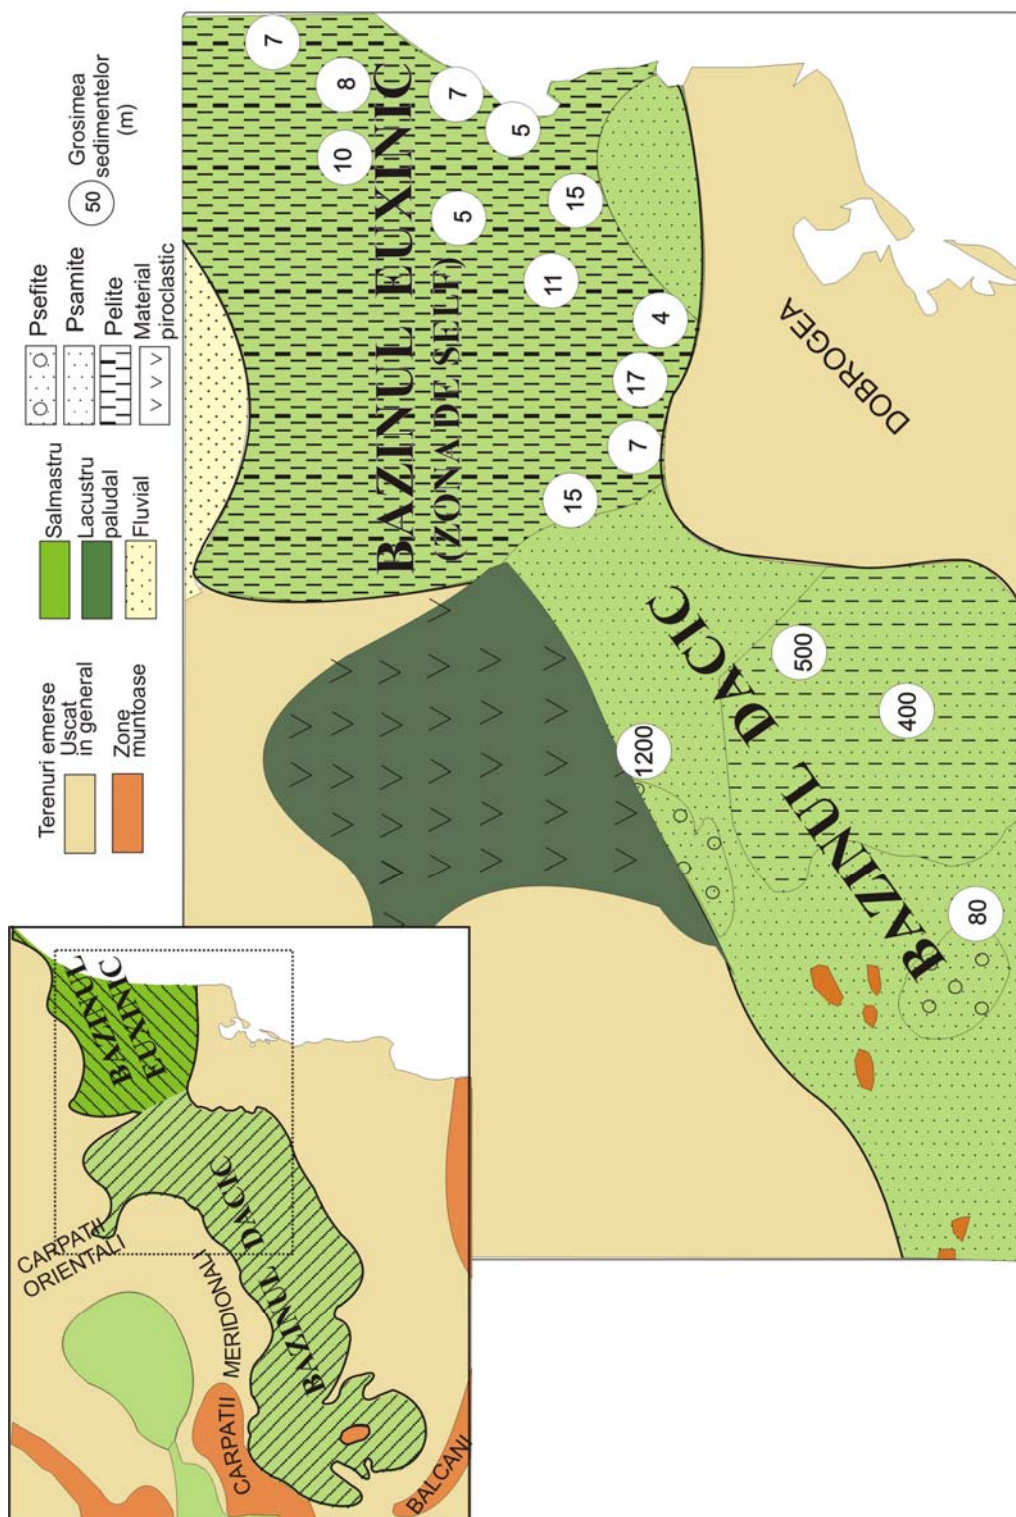 Terenuri emerse
Uscat
in general
Zone
muntoase
Salmastru
Lacustru
paludal
Fluvial
Psefite
Psamite
Pelite
Material
piroclastic
50
Grosimea
sedimentelor
(m)
BAZINUL
EUXINIC
CARPATII
ORIENTALI
BAZINUL DACIC
CARPATII
MERIDIONALI
BALCANI
BAZINUL EUXINIC
(ZONA DE SELF)
7
8
10
7
5
5
15
11
4
17
7
15
BAZINUL DACIC
1200
500
400
80
DOBROGEA